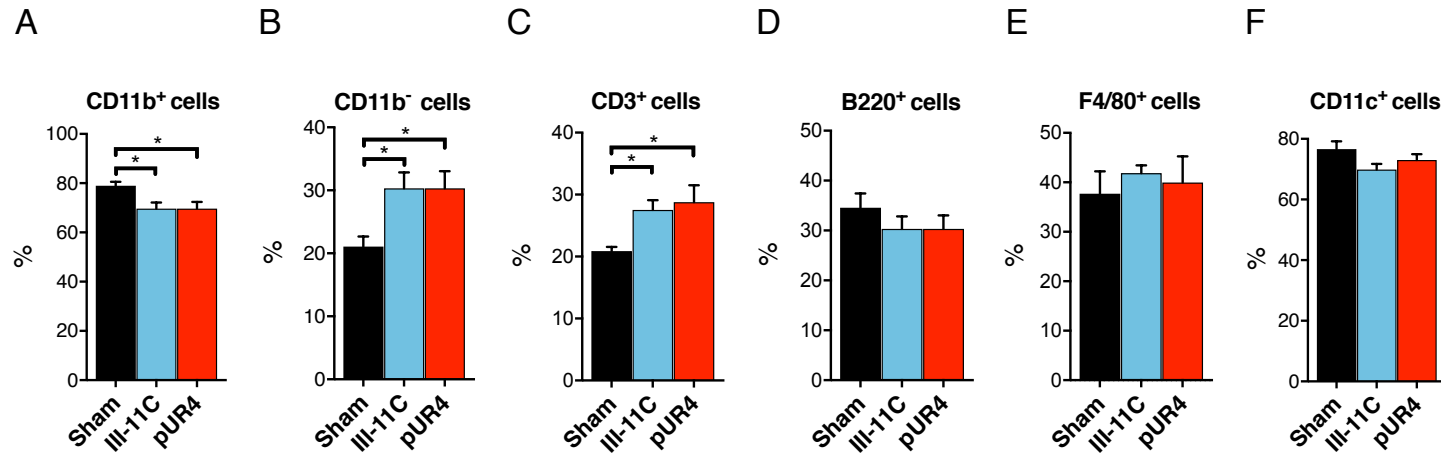 A
B
C
D
E
F
CD11b+ cells
CD11b- cells
CD3+ cells
B220+ cells
F4/80+ cells
CD11c+ cells
%
100
80
60
40
20
0
*
*
Sham
III-11C
pUR4
%
40
30
20
10
0
*
*
Sham
III-11C
pUR4
%
40
30
20
10
0
*
*
Sham
III-11C
pUR4
%
50
40
30
20
10
0
Sham
III-11C
pUR4
%
50
40
30
20
10
0
Sham
III-11C
pUR4
%
80
60
40
20
0
Sham
III-11C
pUR4